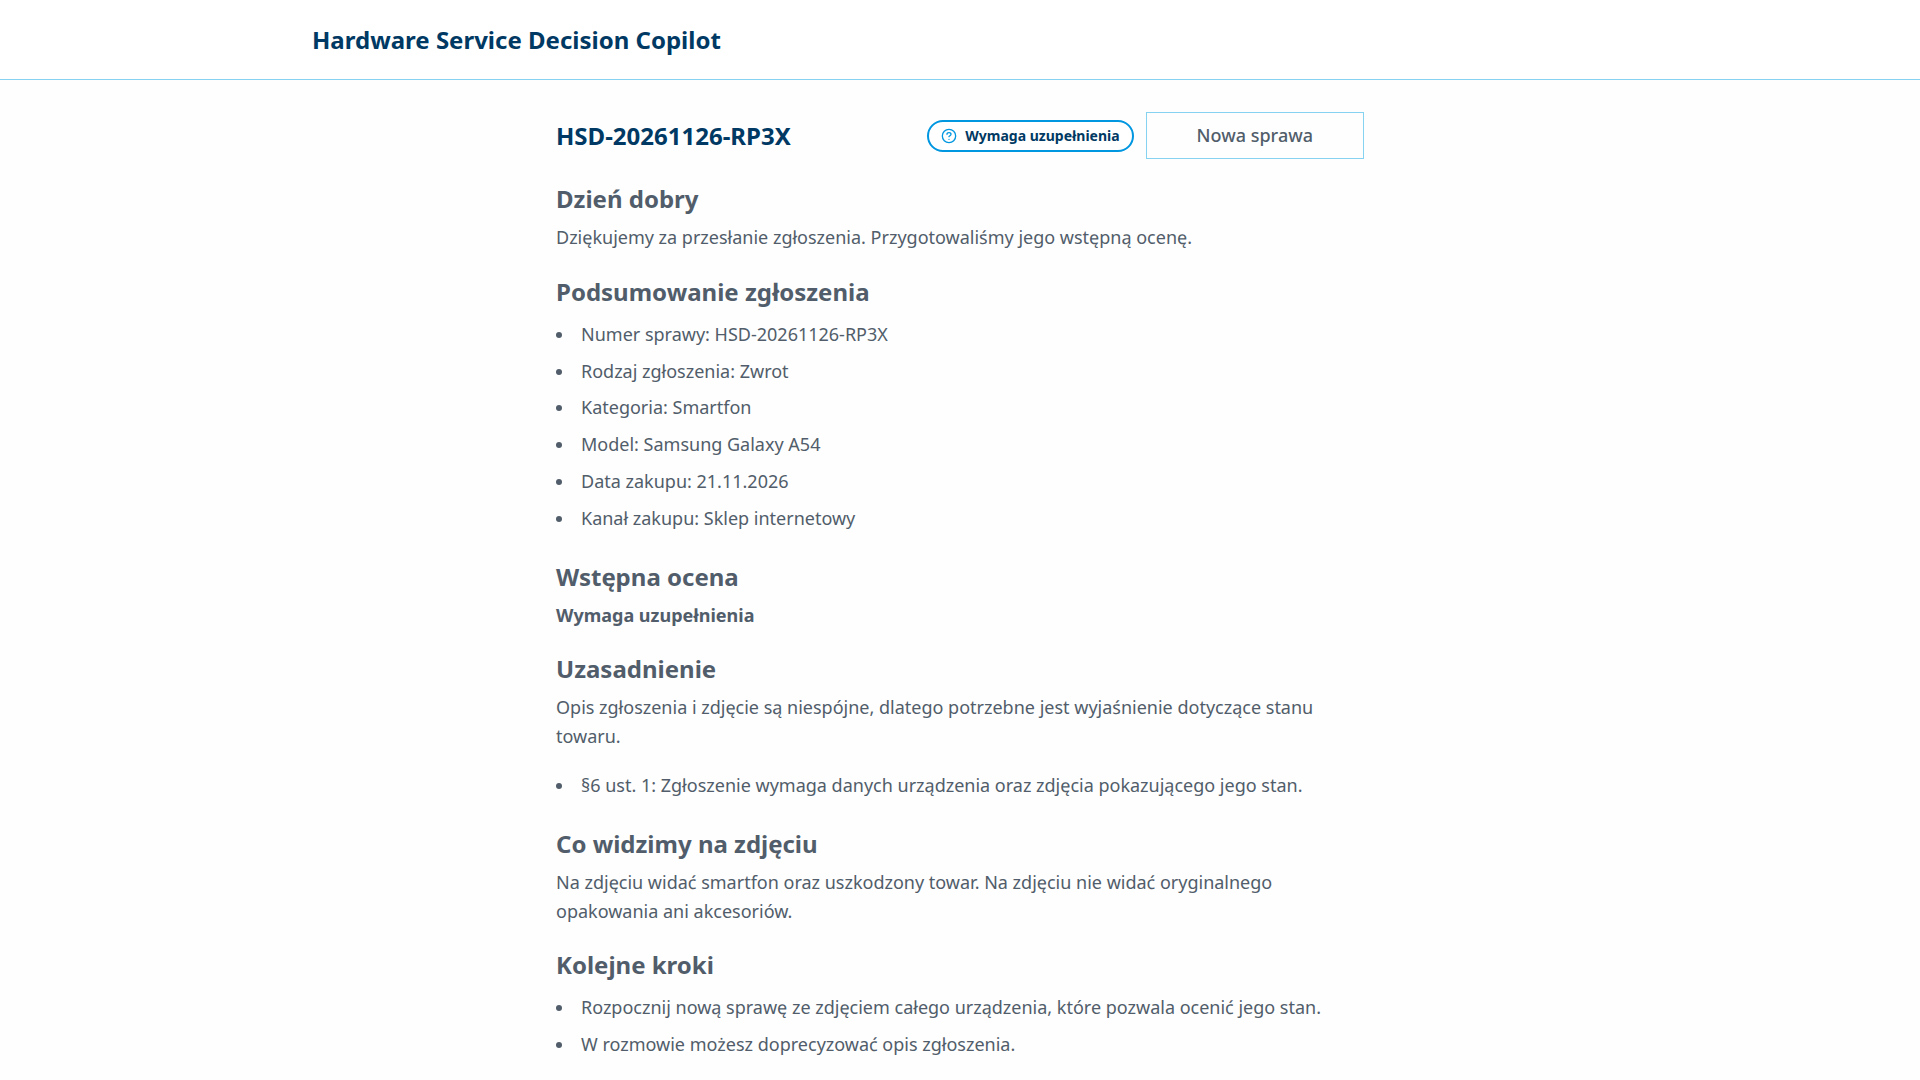 Hardware Service Decision Copilot
HSD-20261126-RP3X
Wymaga uzupełnienia
Nowa sprawa
Dzień dobry
Dziękujemy za przesłanie zgłoszenia. Przygotowaliśmy jego wstępną ocenę.
Podsumowanie zgłoszenia
Numer sprawy: HSD-20261126-RP3X
Rodzaj zgłoszenia: Zwrot
Kategoria: Smartfon
Model: Samsung Galaxy A54
Data zakupu: 21.11.2026
Kanał zakupu: Sklep internetowy
Wstępna ocena
Wymaga uzupełnienia
Uzasadnienie
Opis zgłoszenia i zdjęcie są niespójne, dlatego potrzebne jest wyjaśnienie dotyczące stanu
towaru.
§6 ust. 1: Zgłoszenie wymaga danych urządzenia oraz zdjęcia pokazującego jego stan.
Co widzimy na zdjęciu
Na zdjęciu widać smartfon oraz uszkodzony towar. Na zdjęciu nie widać oryginalnego
opakowania ani akcesoriów.
Kolejne kroki
Rozpocznij nową sprawę ze zdjęciem całego urządzenia, które pozwala ocenić jego stan.
W rozmowie możesz doprecyzować opis zgłoszenia.